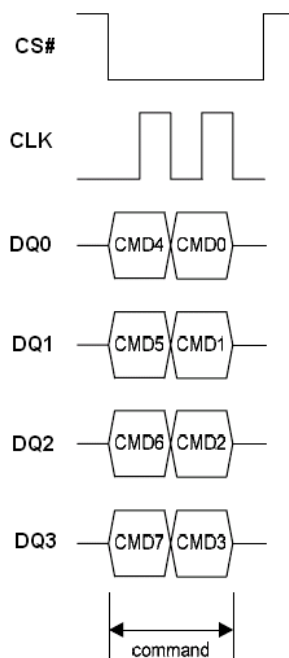 CS#
CLK
DQ0 CMD4 CMD0
DQ1 CMD5 CMD1
DQ2 CMD6 CMD2
DQ3 CMD7 CMD3
command